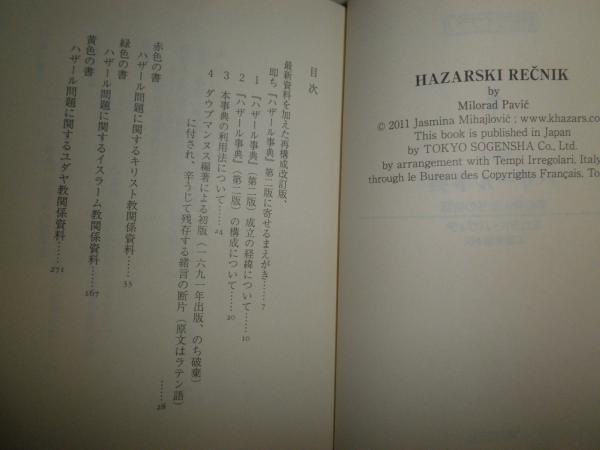 HAZARSKI REČNIK
by
Milorad Pavić
© 2011 Jasmina Mihajlović ; www.khazars.co
This book is published in Japan
by TOKYO SOGENSHA Co., Ltd.
by arrangement with Tempi Irregolari, Italy
through le Bureau des Copyrights Français, To
目次
最新資料を加えた再構成改訂版、
即ち『ハザール事典』第二版に寄せるまえがき……7
1 『ハザール事典』(第二版)成立の経緯について……10
2 『ハザール事典』(第二版)の構成について……20
3 本事典の利用法について……24
4 ダウプマンヌス編著による初版(一六九一年出版、のち破棄)
に付され、辛うじて残存する緒言の断片(原文はラテン語)
……28
赤色の書
ハザール問題に関するキリスト教関係資料……33
緑色の書
ハザール問題に関するイスラーム教関係資料……167
黄色の書
ハザール問題に関するユダヤ教関係資料……271